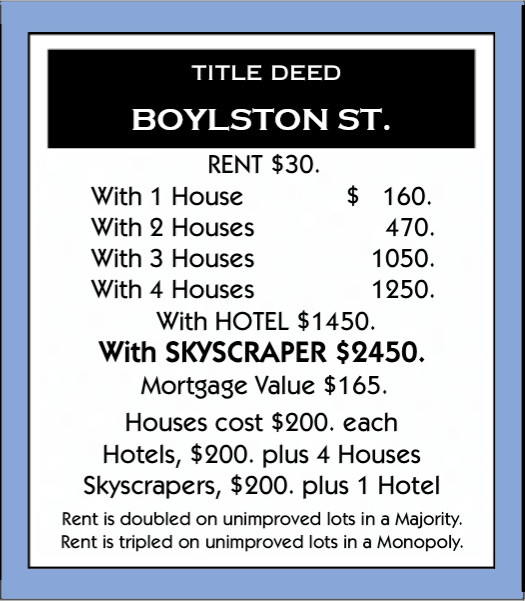 TITLE DEED
BOYLSTON ST.
RENT $30.
With 1 House $ 160.
With 2 Houses 470.
With 3 Houses 1050.
With 4 Houses 1250.
With HOTEL $1450.
With SKYSCRAPER $2450.
Mortgage Value $165.
Houses cost $200. each
Hotels, $200. plus 4 Houses
Skyscrapers, $200. plus 1 Hotel
Rent is doubled on unimproved lots in a Majority.
Rent is tripled on unimproved lots in a Monopoly.